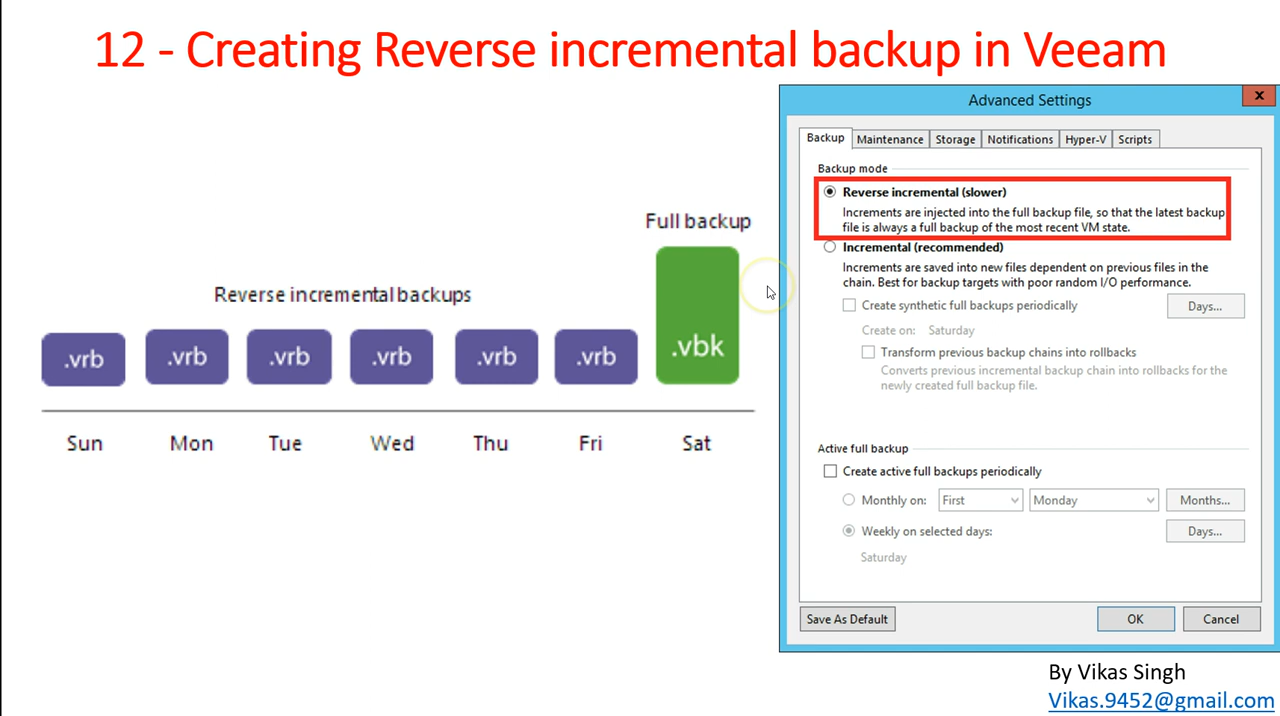 12 - Creating Reverse incremental backup in Veeam
Full backup
Reverse incremental backups
.vrb
.vrb
.vrb
.vrb
.vrb
.vrb
.vbk
Sun
Mon
Tue
Wed
Thu
Fri
Sat
Advanced Settings
x
Backup
Maintenance
Storage
Notifications
Hyper-V
Scripts
Backup mode
Reverse incremental (slower)
Increments are injected into the full backup file, so that the latest backup
file is always a full backup of the most recent VM state.
Incremental (recommended)
Increments are saved into new files dependent on previous files in the
chain. Best for backup targets with poor random I/O performance.
Create synthetic full backups periodically
Days...
Create on: Saturday
Transform previous backup chains into rollbacks
Converts previous incremental backup chain into rollbacks for the
newly created full backup file.
Active full backup
Create active full backups periodically
Monthly on: First Monday Months...
Weekly on selected days: Days...
Saturday
Save As Default
OK
Cancel
By Vikas Singh
Vikas.9452@gmail.com